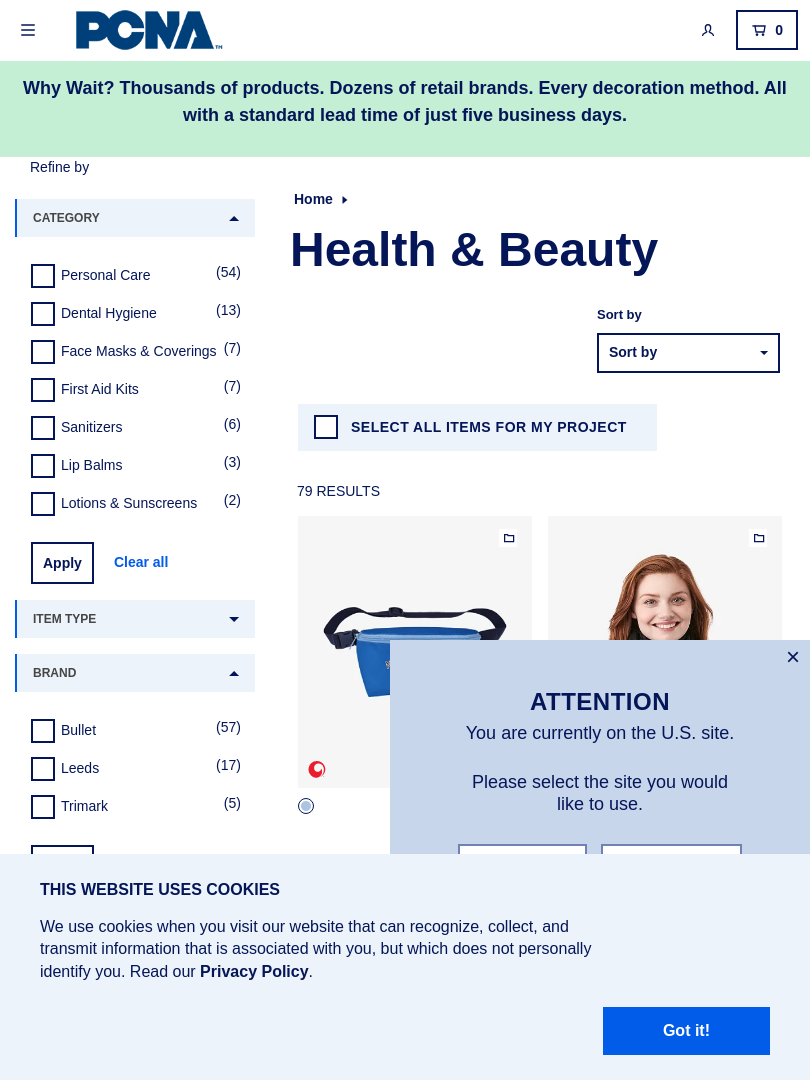 PCNA™
0
Why Wait? Thousands of products. Dozens of retail brands. Every decoration method. All
with a standard lead time of just five business days.
Refine by
CATEGORY
Personal Care (54)
Dental Hygiene (13)
Face Masks & Coverings (7)
First Aid Kits (7)
Sanitizers (6)
Lip Balms (3)
Lotions & Sunscreens (2)
Apply Clear all
ITEM TYPE
BRAND
Bullet (57)
Leeds (17)
Trimark (5)
Home
Health & Beauty
Sort by
Sort by
SELECT ALL ITEMS FOR MY PROJECT
79 RESULTS
ATTENTION
You are currently on the U.S. site.
Please select the site you would
like to use.
THIS WEBSITE USES COOKIES
We use cookies when you visit our website that can recognize, collect, and
transmit information that is associated with you, but which does not personally
identify you. Read our Privacy Policy.
Got it!